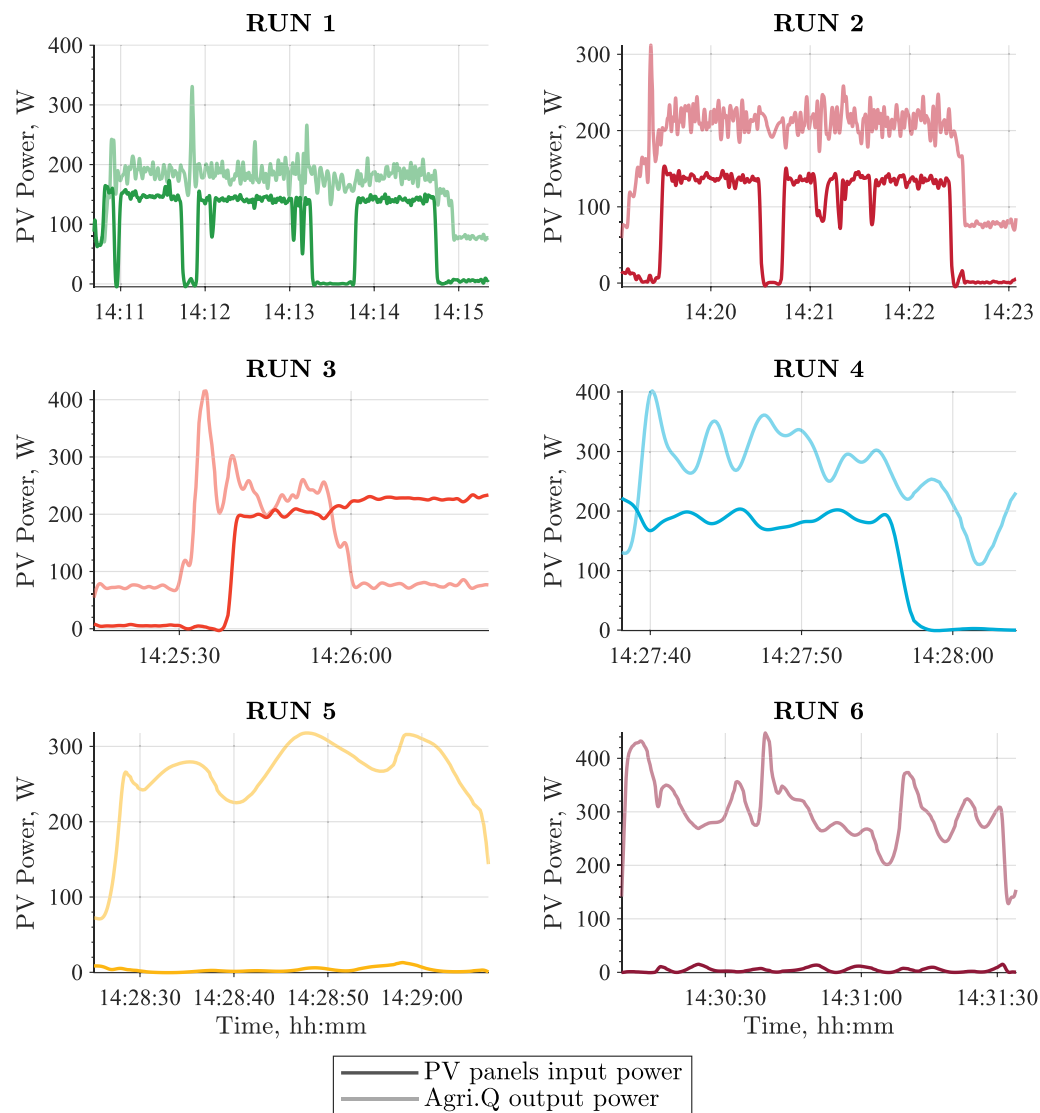 RUN 1
RUN 2
PV Power, W
400
300
200
100
0
14:11 14:12 14:13 14:14 14:15
PV Power, W
300
200
100
0
14:20 14:21 14:22 14:23
RUN 3
RUN 4
PV Power, W
400
300
200
100
0
14:25:30 14:26:00
PV Power, W
400
300
200
100
0
14:27:40 14:27:50 14:28:00
RUN 5
RUN 6
PV Power, W
300
200
100
0
14:28:30 14:28:40 14:28:50 14:29:00
Time, hh:mm
PV Power, W
400
300
200
100
0
14:30:30 14:31:00 14:31:30
Time, hh:mm
PV panels input power
Agri.Q output power